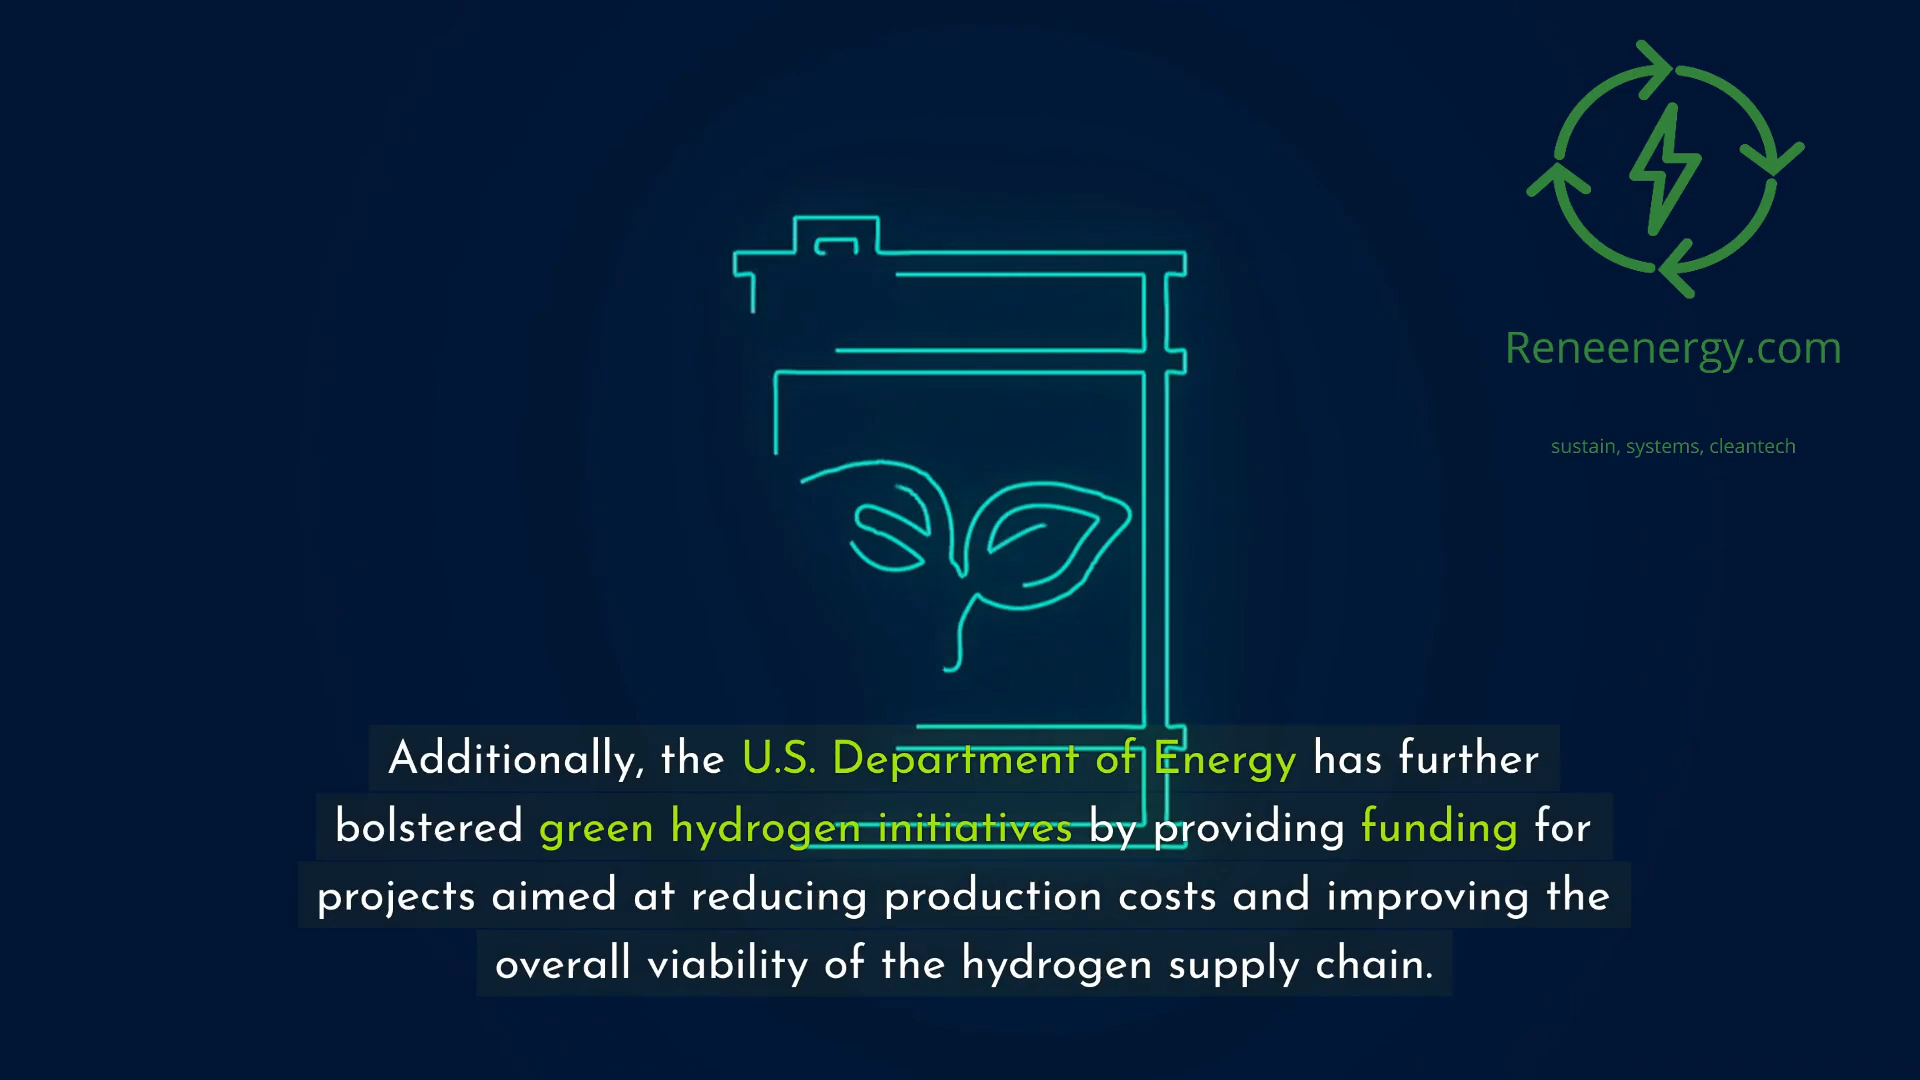 Reneenergy.com
sustain, systems, cleantech
Additionally, the U.S. Department of Energy has further
bolstered green hydrogen initiatives by providing funding for
projects aimed at reducing production costs and improving the
overall viability of the hydrogen supply chain.